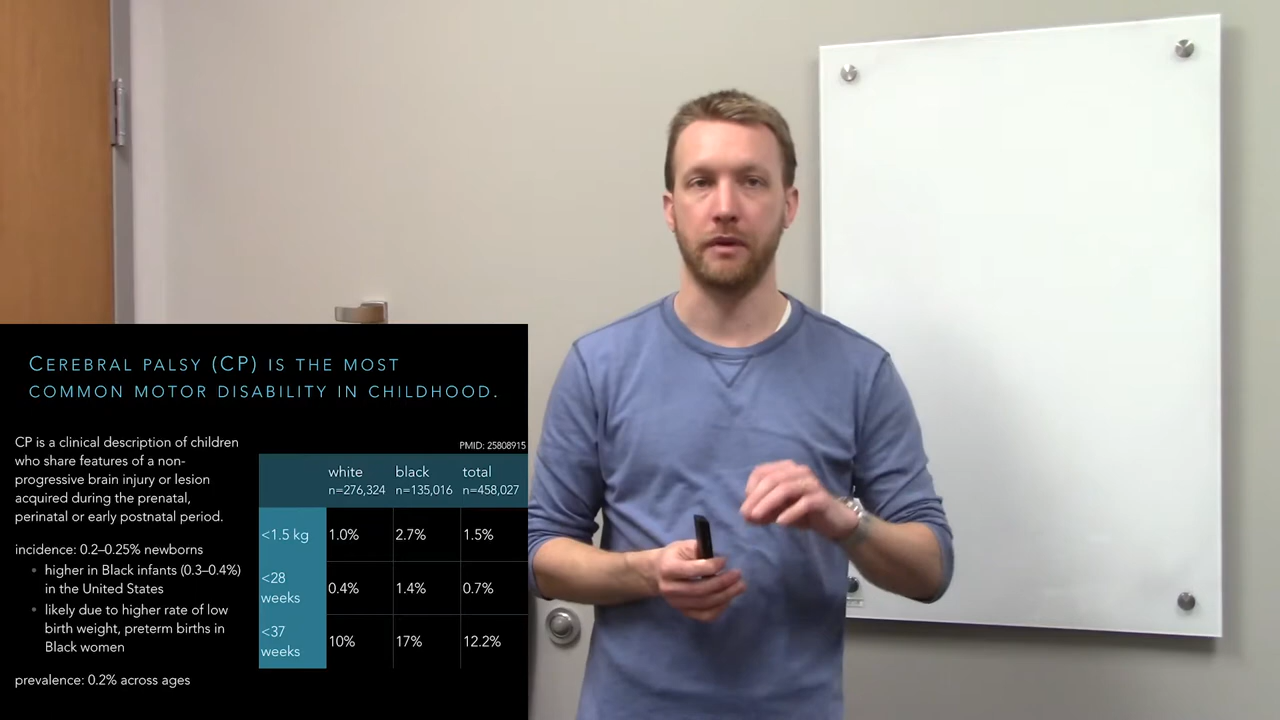 CEREBRAL PALSY (CP) IS THE MOST
COMMON MOTOR DISABILITY IN CHILDHOOD.
CP is a clinical description of children
who share features of a non-
progressive brain injury or lesion
acquired during the prenatal,
perinatal or early postnatal period.
incidence: 0.2–0.25% newborns
• higher in Black infants (0.3–0.4%)
in the United States
• likely due to higher rate of low
birth weight, preterm births in
Black women
prevalence: 0.2% across ages
PMID: 25808915
white black total
n=276,324 n=135,016 n=458,027
<1.5 kg 1.0% 2.7% 1.5%
<28
weeks 0.4% 1.4% 0.7%
<37
weeks 10% 17% 12.2%